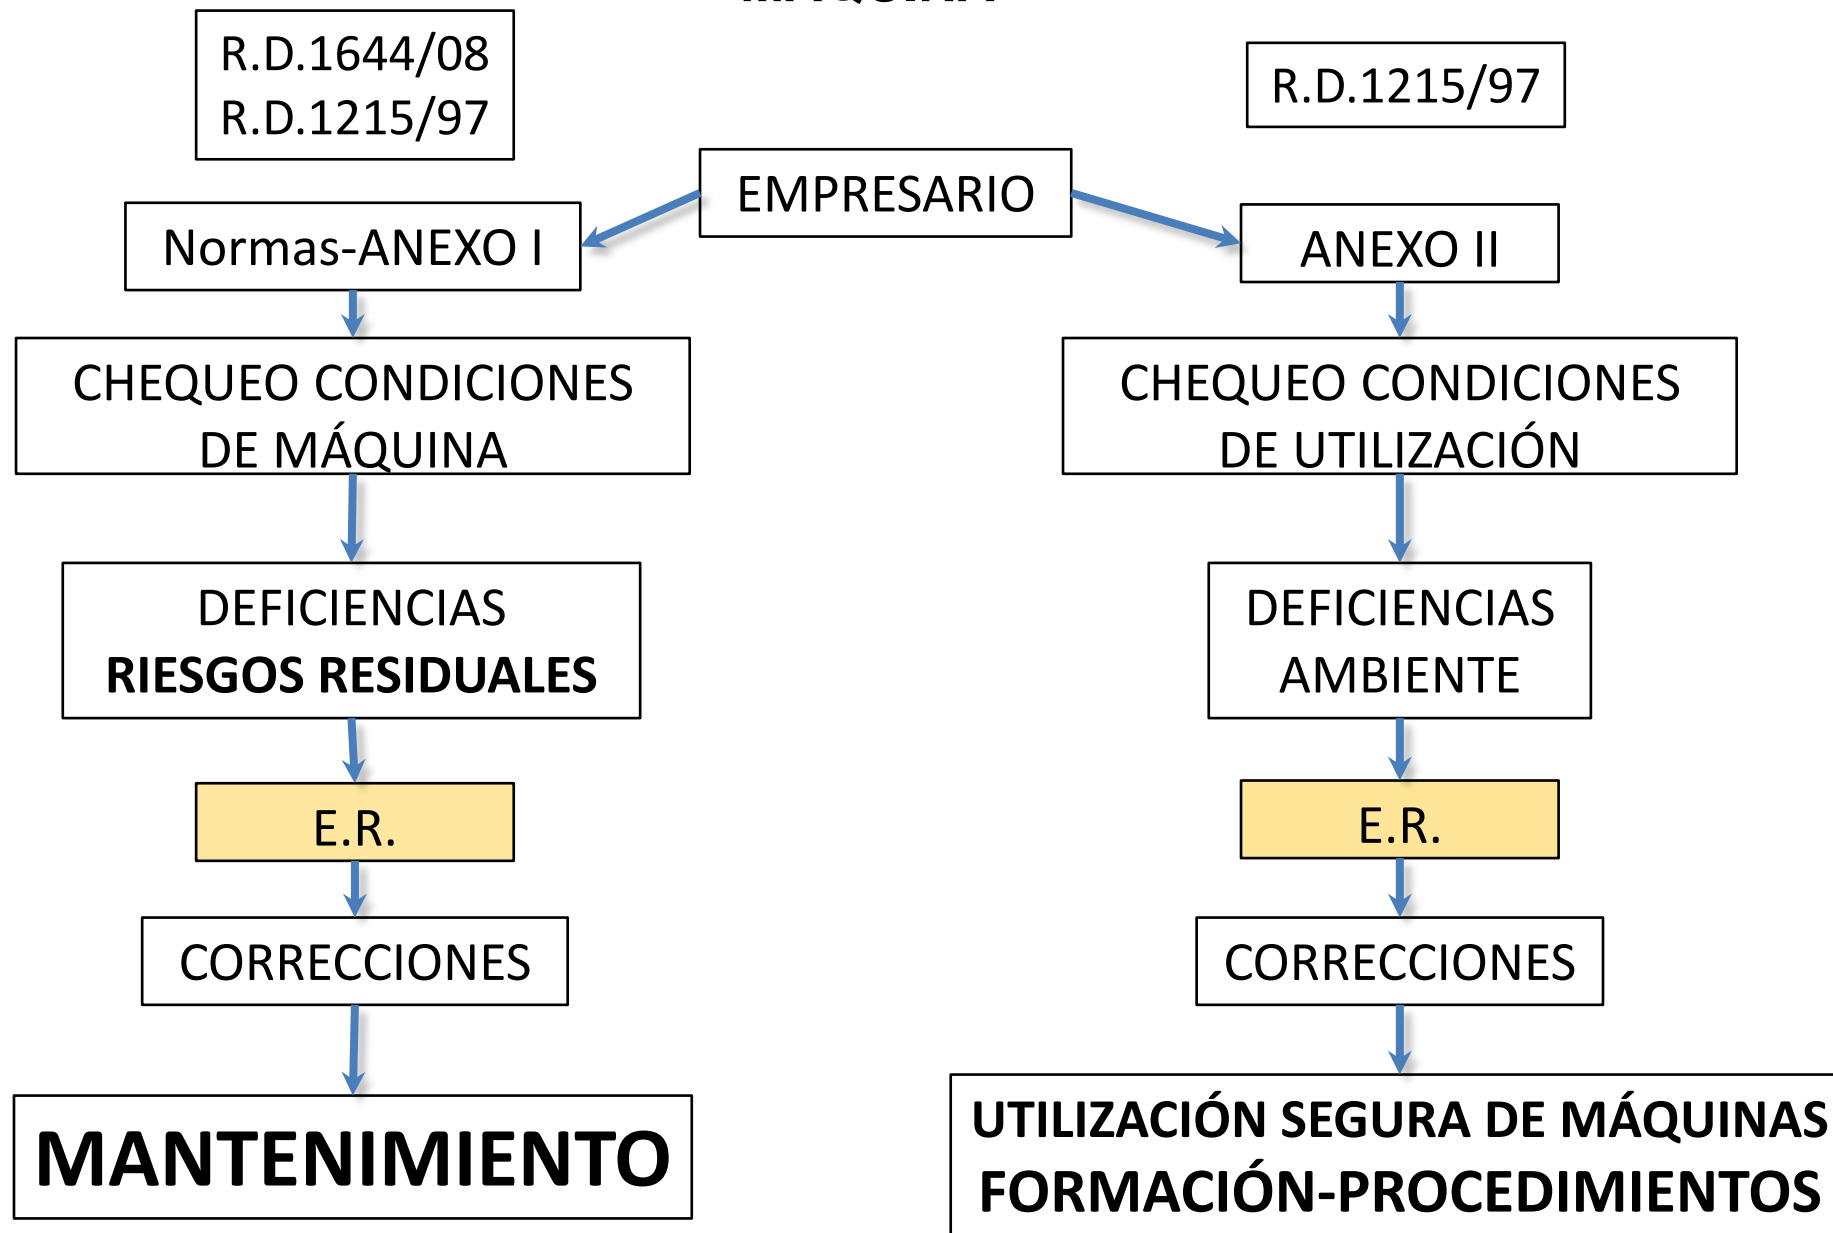 R.D.1644/08
R.D.1215/97
R.D.1215/97
EMPRESARIO
Normas-ANEXO I
ANEXO II
CHEQUEO CONDICIONES
DE MÁQUINA
CHEQUEO CONDICIONES
DE UTILIZACIÓN
DEFICIENCIAS
RIESGOS RESIDUALES
DEFICIENCIAS
AMBIENTE
E.R.
E.R.
CORRECCIONES
CORRECCIONES
MANTENIMIENTO
UTILIZACIÓN SEGURA DE MÁQUINAS
FORMACIÓN-PROCEDIMIENTOS